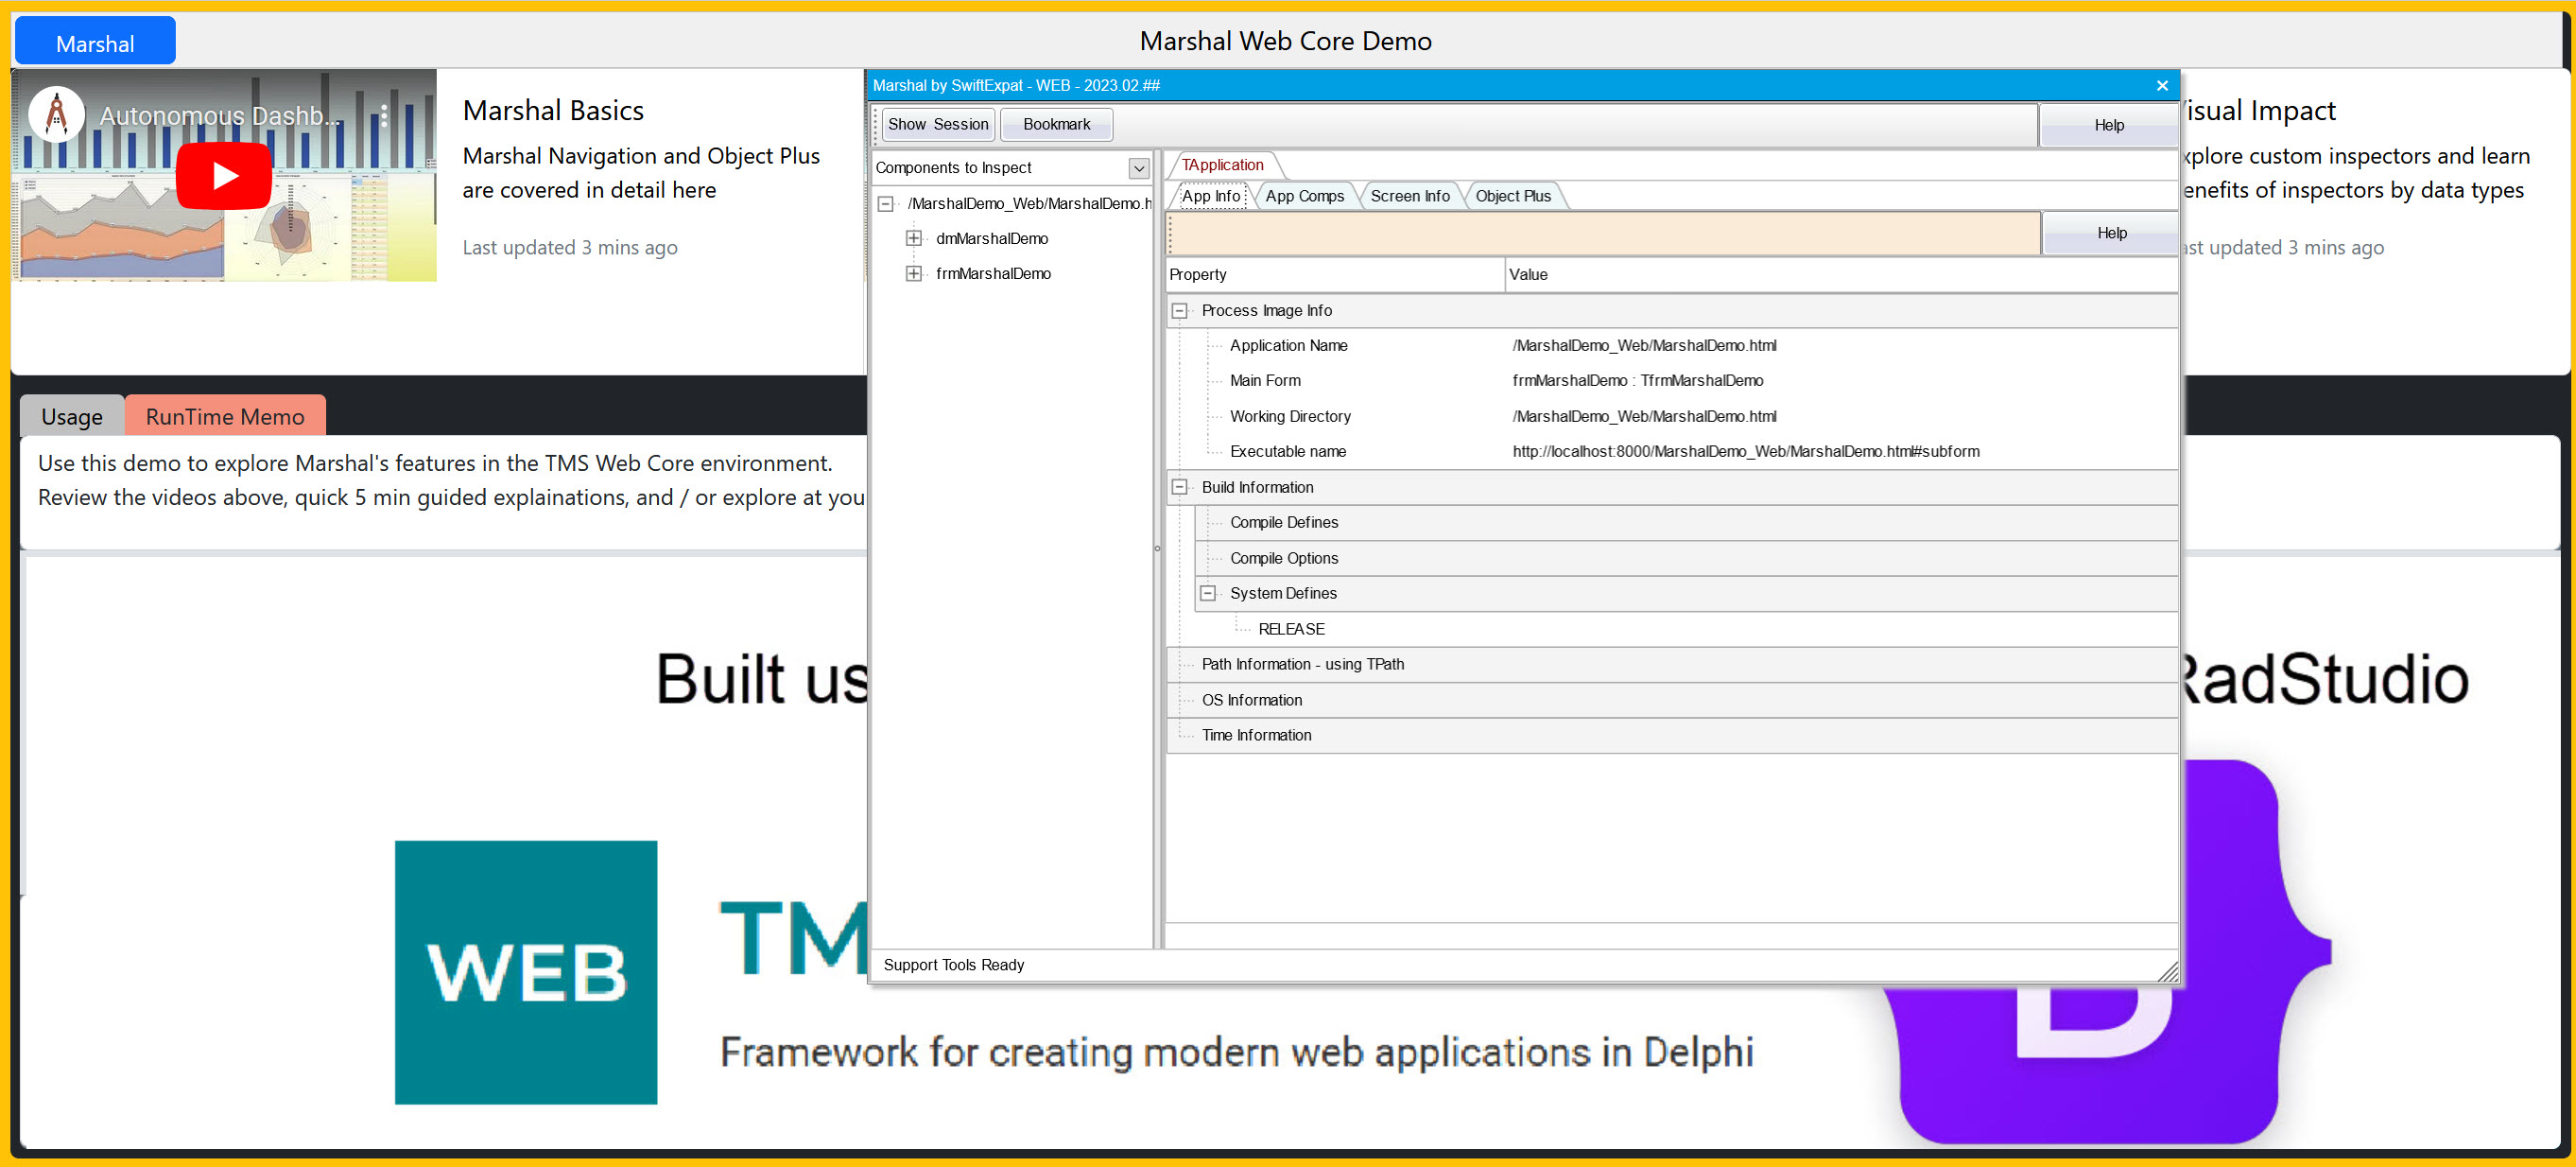 Marshal
Marshal Web Core Demo
Autonomous Dashb...
Marshal Basics
Marshal Navigation and Object Plus
are covered in detail here
Last updated 3 mins ago
Marshal by SwiftExpat - WEB - 2023.02.##
Show Session
Bookmark
Help
Components to Inspect
/MarshalDemo_Web/MarshalDemo.h
dmMarshalDemo
frmMarshalDemo
TApplication
App Info
App Comps
Screen Info
Object Plus
Help
Property
Value
Process Image Info
Application Name
/MarshalDemo_Web/MarshalDemo.html
Main Form
frmMarshalDemo : TfrmMarshalDemo
Working Directory
/MarshalDemo_Web/MarshalDemo.html
Executable name
http://localhost:8000/MarshalDemo_Web/MarshalDemo.html#subform
Build Information
Compile Defines
Compile Options
System Defines
RELEASE
Path Information - using TPath
OS Information
Time Information
Support Tools Ready
isual Impact
xplore custom inspectors and learn
enefits of inspectors by data types
ast updated 3 mins ago
Usage
RunTime Memo
Use this demo to explore Marshal's features in the TMS Web Core environment.
Review the videos above, quick 5 min guided explainations, and / or explore at you
Built us
RadStudio
WEB
TM
Framework for creating modern web applications in Delphi
B